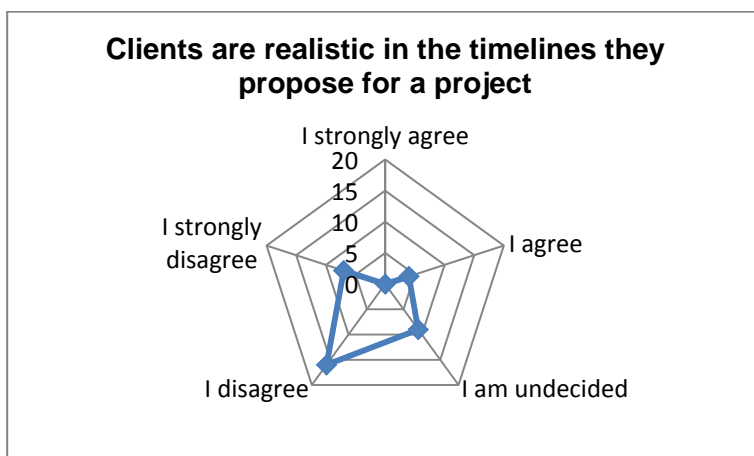 Clients are realistic in the timelines they
propose for a project
I strongly agree
20
15
10
5
0
I agree
I strongly
disagree
I disagree
I am undecided